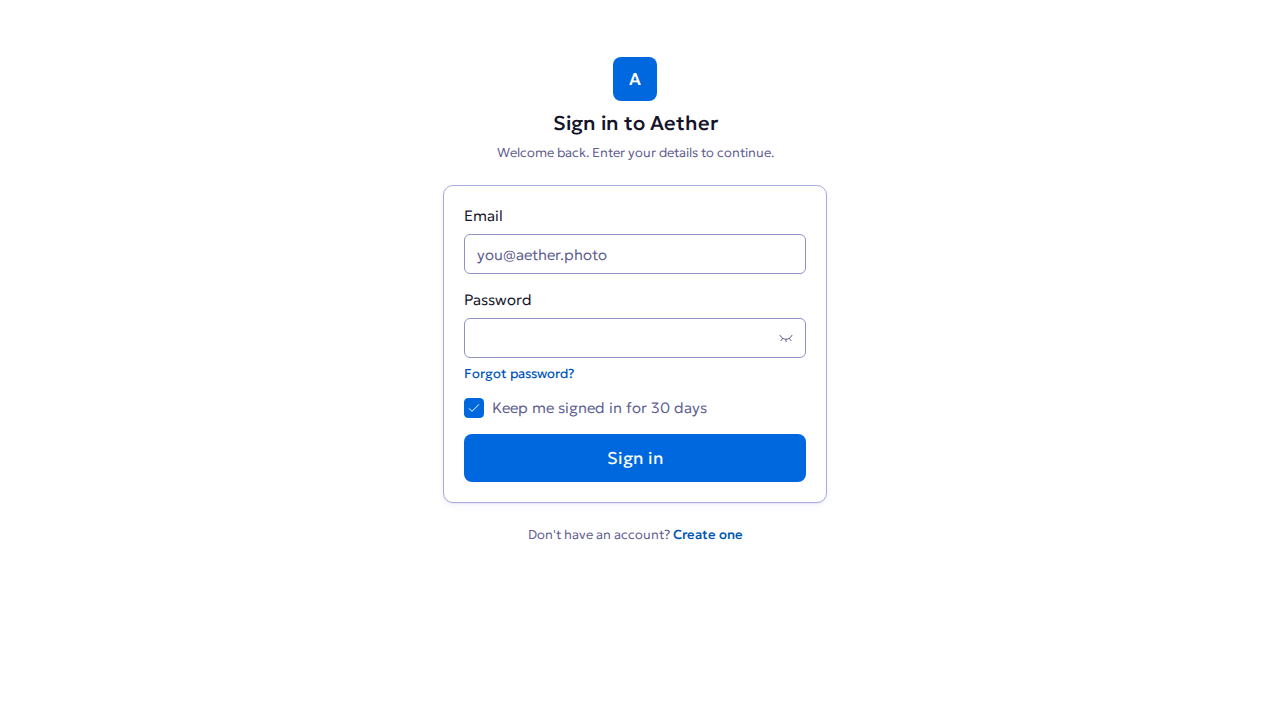 A
Sign in to Aether
Welcome back. Enter your details to continue.
Email
you@aether.photo
Password
Forgot password?
Keep me signed in for 30 days
Sign in
Don't have an account? Create one